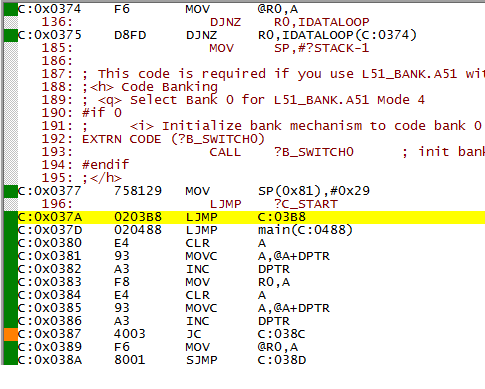 C:0x0374 F6 MOV @R0,A
136: DJNZ R0,IDATALOOP
C:0x0375 D8FD DJNZ R0,IDATALOOP(C:0374)
185: MOV SP,#?STACK-1
186:
187: ; This code is required if you use L51_BANK.A51 wit
188: ;<h> Code Banking
189: ; <q> Select Bank 0 for L51_BANK.A51 Mode 4
190: #if 0
191: ; <i> Initialize bank mechanism to code bank 0
192: EXTRN CODE (?B_SWITCH0)
193: CALL ?B_SWITCH0 ; init bank
194: #endif
195: ;</h>
C:0x0377 758129 MOV SP(0x81),#0x29
196: LJMP ?C_START
C:0x037A 0203B8 LJMP C:03B8
C:0x037D 020488 LJMP main(C:0488)
C:0x0380 E4 CLR A
C:0x0381 93 MOVC A,@A+DPTR
C:0x0382 A3 INC DPTR
C:0x0383 F8 MOV R0,A
C:0x0384 E4 CLR A
C:0x0385 93 MOVC A,@A+DPTR
C:0x0386 A3 INC DPTR
C:0x0387 4003 JC C:038C
C:0x0389 F6 MOV @R0,A
C:0x038A 8001 SJMP C:038D